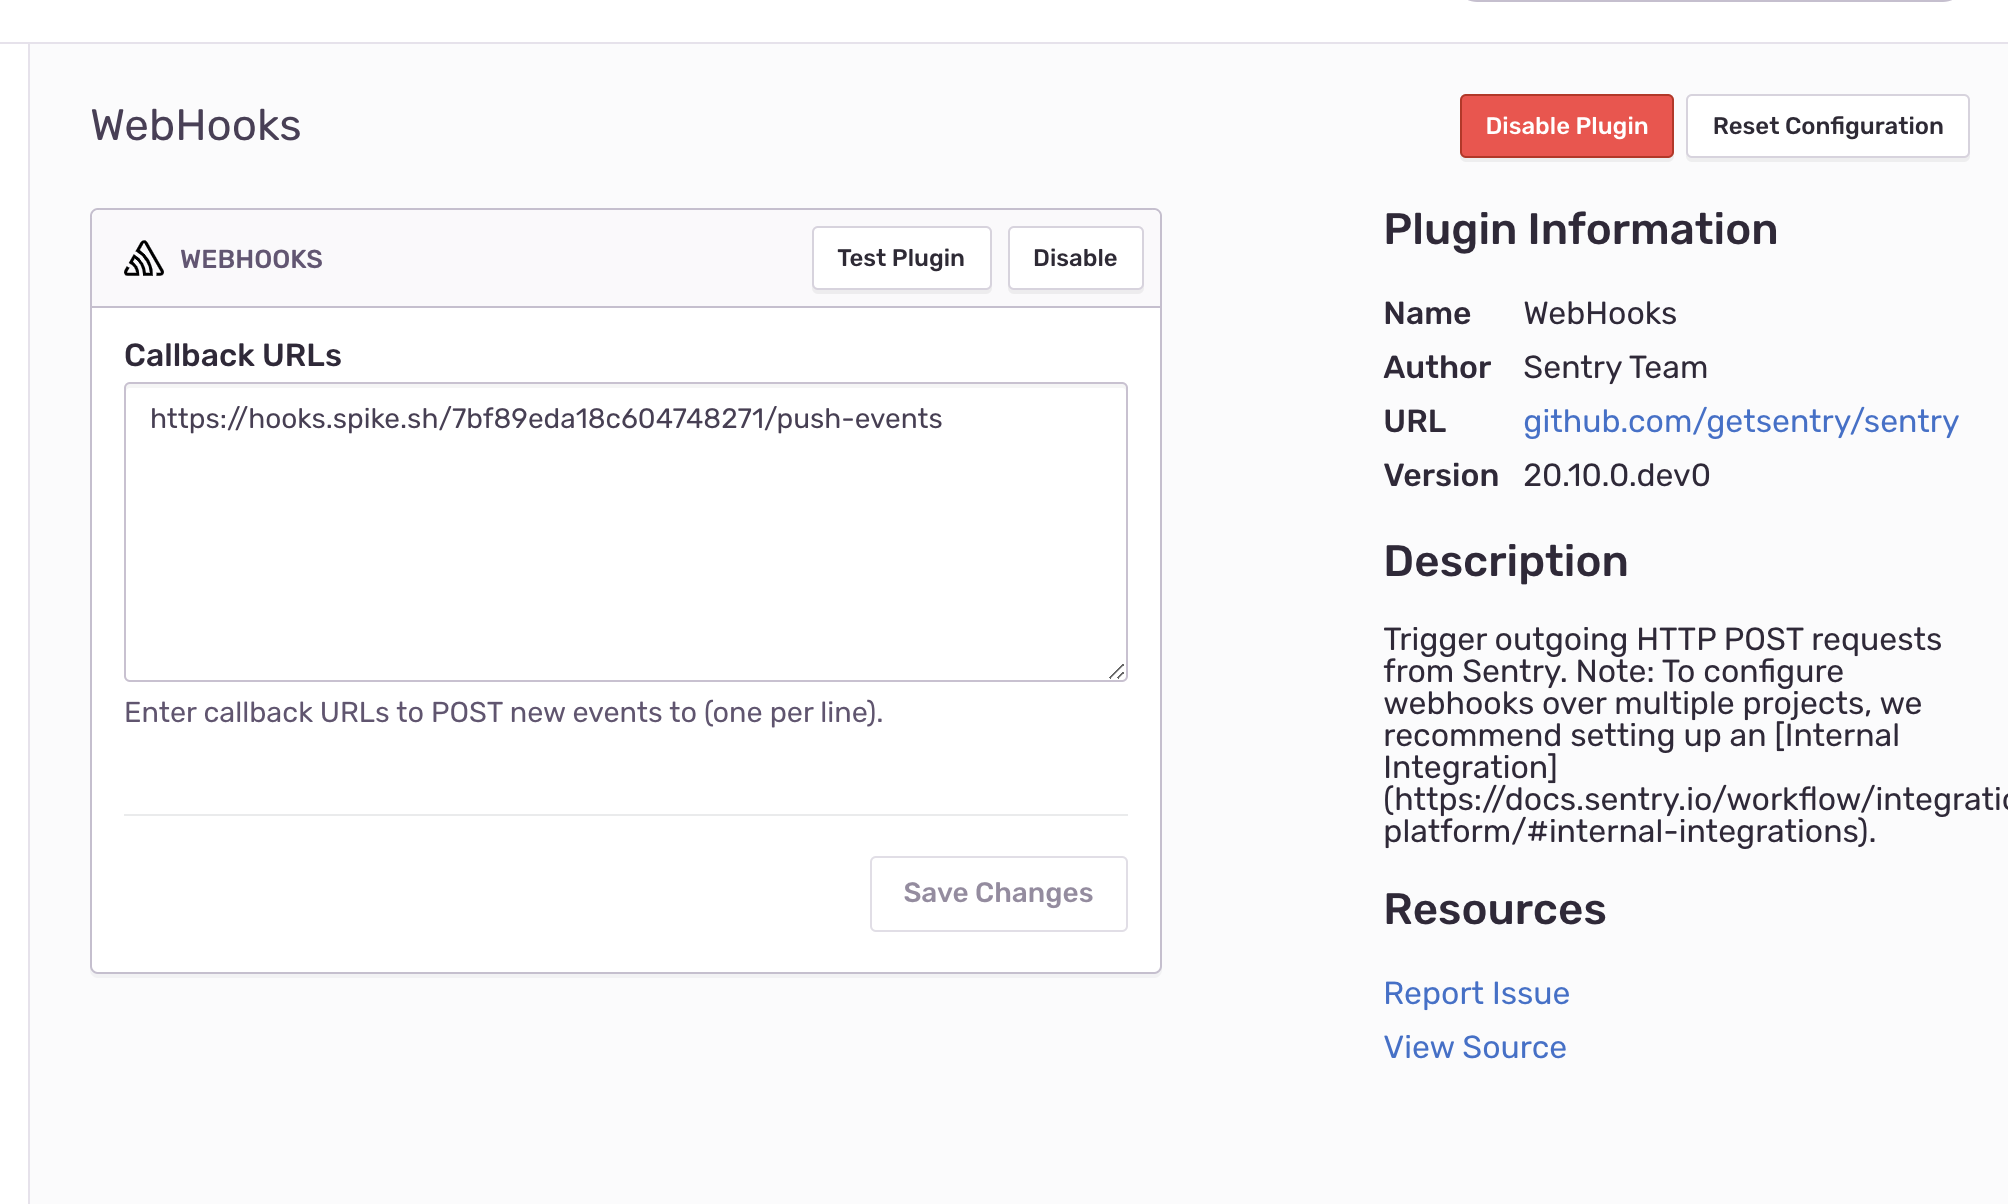 WebHooks
Disable Plugin
Reset Configuration
WEBHOOKS
Test Plugin
Disable
Callback URLs
https://hooks.spike.sh/7bf89eda18c604748271/push-events
Enter callback URLs to POST new events to (one per line).
Save Changes
Plugin Information
Name WebHooks
Author Sentry Team
URL github.com/getsentry/sentry
Version 20.10.0.dev0
Description
Trigger outgoing HTTP POST requests
from Sentry. Note: To configure
webhooks over multiple projects, we
recommend setting up an [Internal
Integration]
(https://docs.sentry.io/workflow/integratio
platform/#internal-integrations).
Resources
Report Issue
View Source